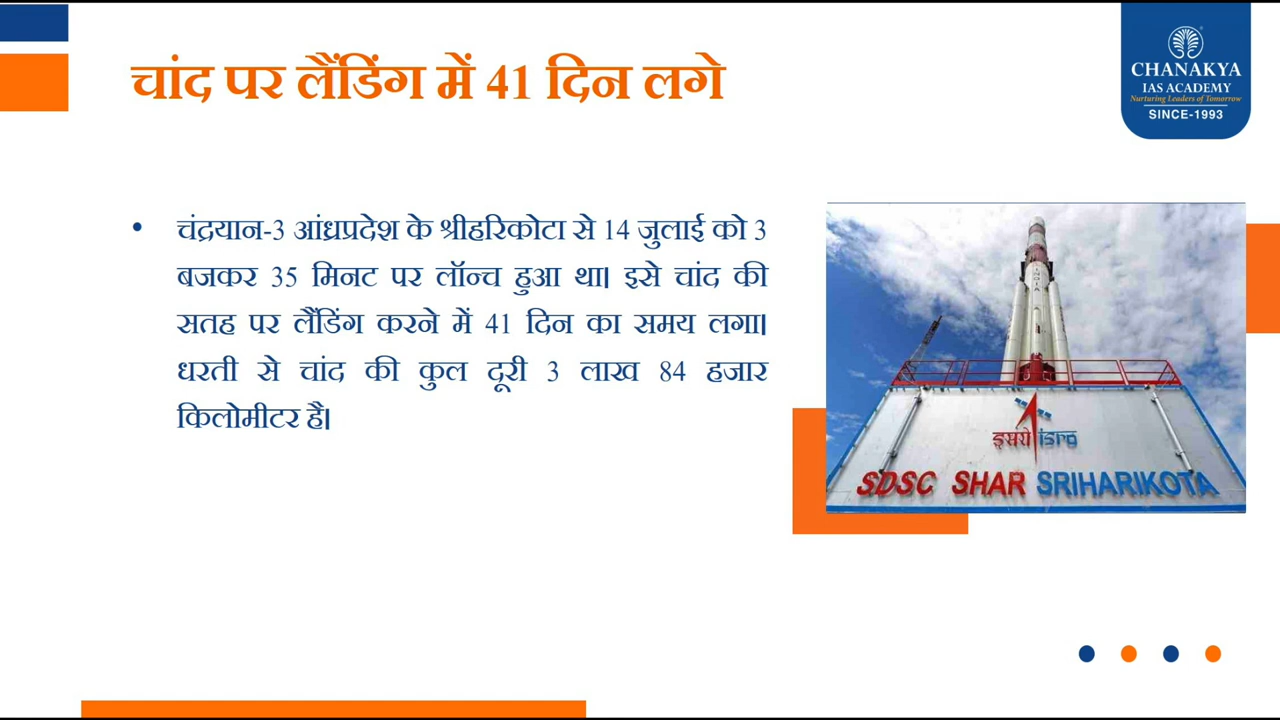 चांद पर लैंडिंग में 41 दिन लगे
CHANAKYA
IAS ACADEMY
Nurturing Leaders of Tomorrow
SINCE-1993
• चंद्रयान-3 आंध्रप्रदेश के श्रीहरिकोटा से 14 जुलाई को 3
बजकर 35 मिनट पर लॉन्च हुआ था। इसे चांद की
सतह पर लैंडिंग करने में 41 दिन का समय लगा।
धरती से चांद की कुल दूरी 3 लाख 84 हजार
किलोमीटर है।
INDIA
इसरो isro
SDSC SHAR SRIHARIKOTA